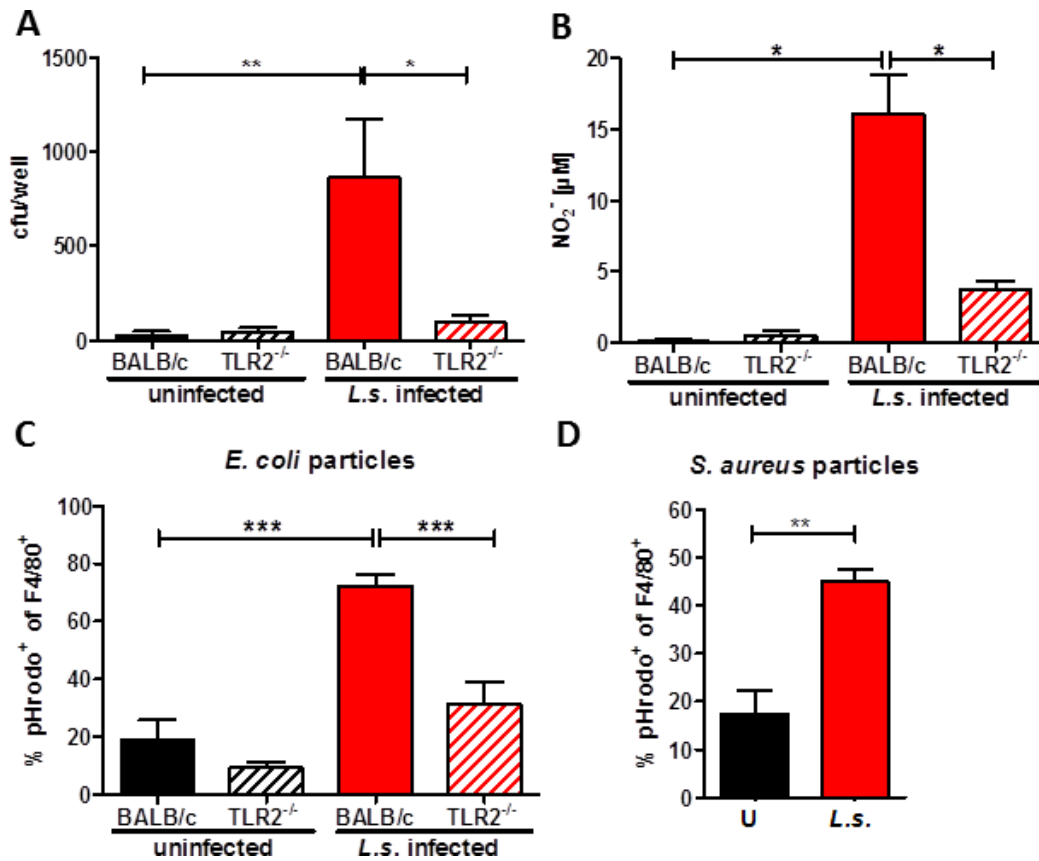 A
1500
1000
500
0
cfu/well
** *
BALB/c TLR2⁻/⁻ BALB/c TLR2⁻/⁻
uninfected L.s. infected
B
20
15
10
5
0
NO₂⁻ [µM]
* *
BALB/c TLR2⁻/⁻ BALB/c TLR2⁻/⁻
uninfected L.s. infected
C
E. coli particles
100
80
60
40
20
0
% pHrodo⁺ of F4/80⁺
*** ***
BALB/c TLR2⁻/⁻ BALB/c TLR2⁻/⁻
uninfected L.s. infected
D
S. aureus particles
60
50
40
30
20
10
0
% pHrodo⁺ of F4/80⁺
**
U L.s.